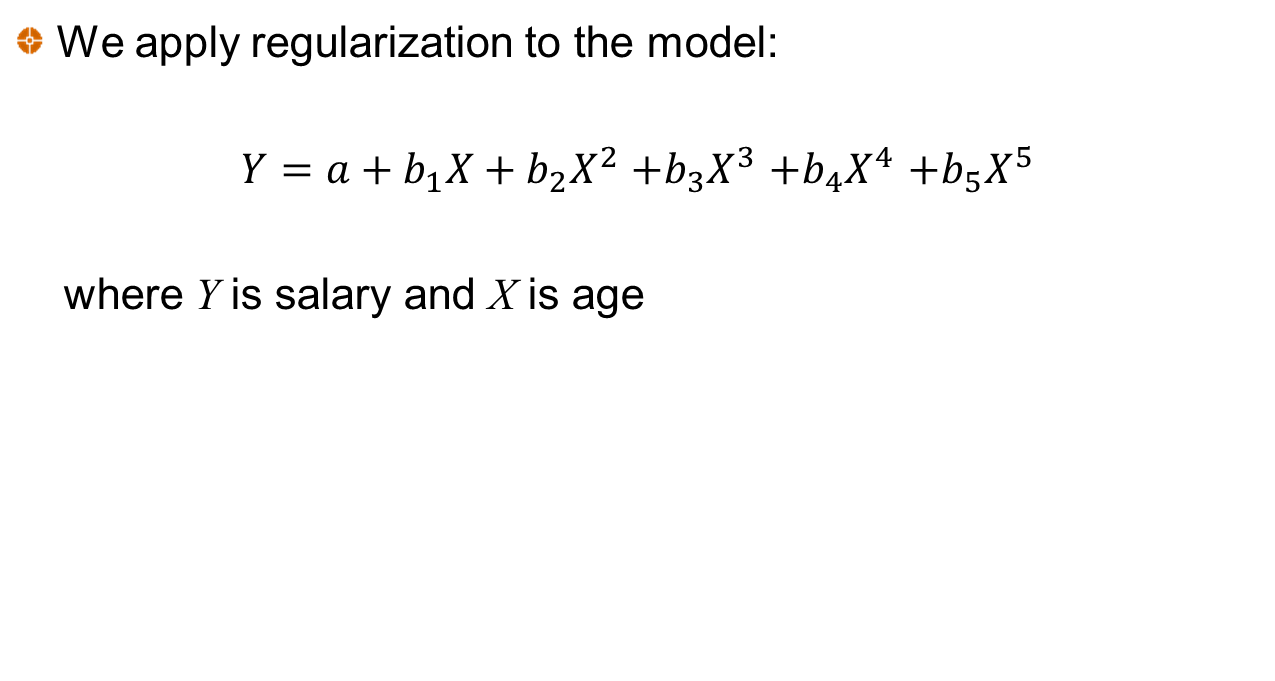 We apply regularization to the model:
𝑌 = 𝑎 + 𝑏₁𝑋 + 𝑏₂𝑋² +𝑏₃𝑋³ +𝑏₄𝑋⁴ +𝑏₅𝑋⁵
where Y is salary and X is age